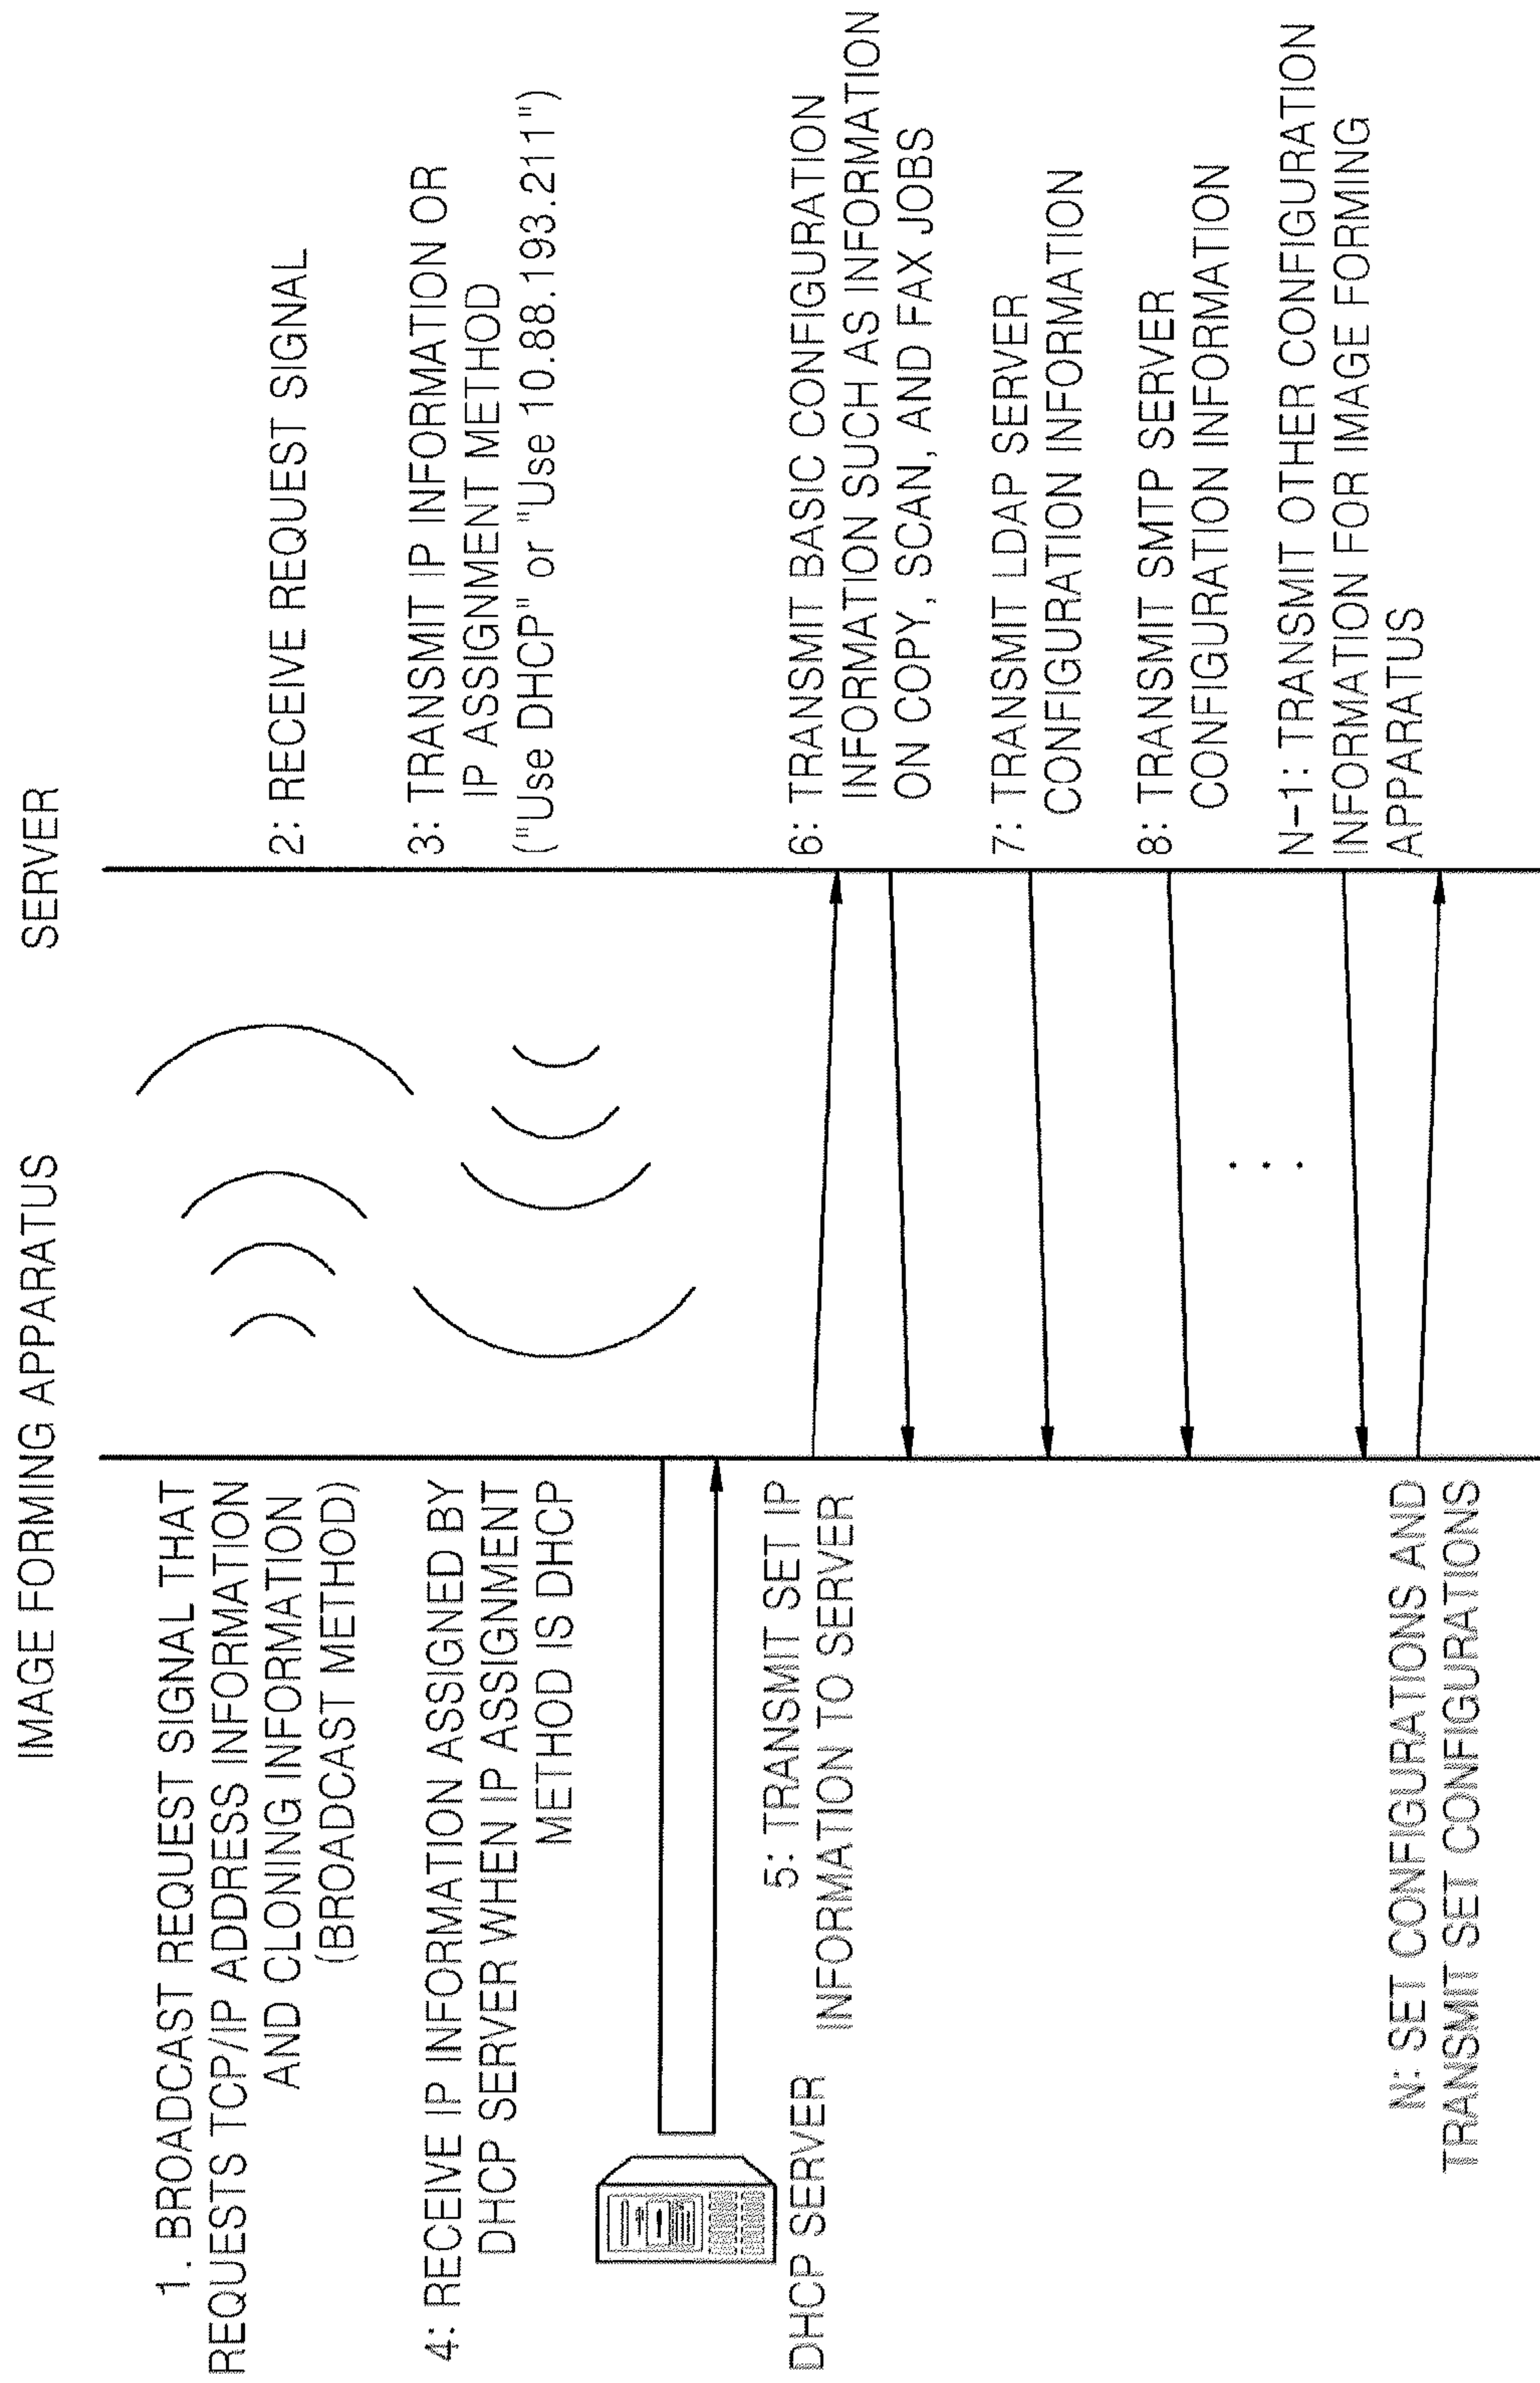 IMAGE FORMING APPARATUS
SERVER
1. BROADCAST REQUEST SIGNAL THAT
REQUESTS TCP/IP ADDRESS INFORMATION
AND CLONING INFORMATION
(BROADCAST METHOD)
2: RECEIVE REQUEST SIGNAL
3: TRANSMIT IP INFORMATION OR
IP ASSIGNMENT METHOD
("Use DHCP" or "Use 10.88.193.211")
4: RECEIVE IP INFORMATION ASSIGNED BY
DHCP SERVER WHEN IP ASSIGNMENT
METHOD IS DHCP
DHCP SERVER
5: TRANSMIT SET IP
INFORMATION TO SERVER
6: TRANSMIT BASIC CONFIGURATION
INFORMATION SUCH AS INFORMATION
ON COPY, SCAN, AND FAX JOBS
7: TRANSMIT LDAP SERVER
CONFIGURATION INFORMATION
8: TRANSMIT SMTP SERVER
CONFIGURATION INFORMATION
N-1: TRANSMIT OTHER CONFIGURATION
INFORMATION FOR IMAGE FORMING
APPARATUS
N: SET CONFIGURATIONS AND
TRANSMIT SET CONFIGURATIONS